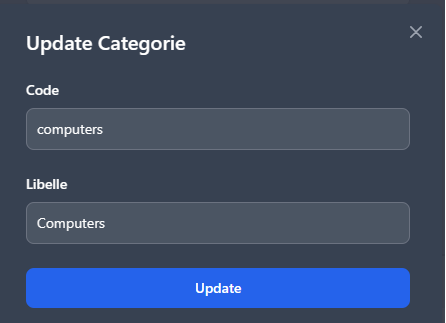 Update Categorie
Code
computers
Libelle
Computers
Update